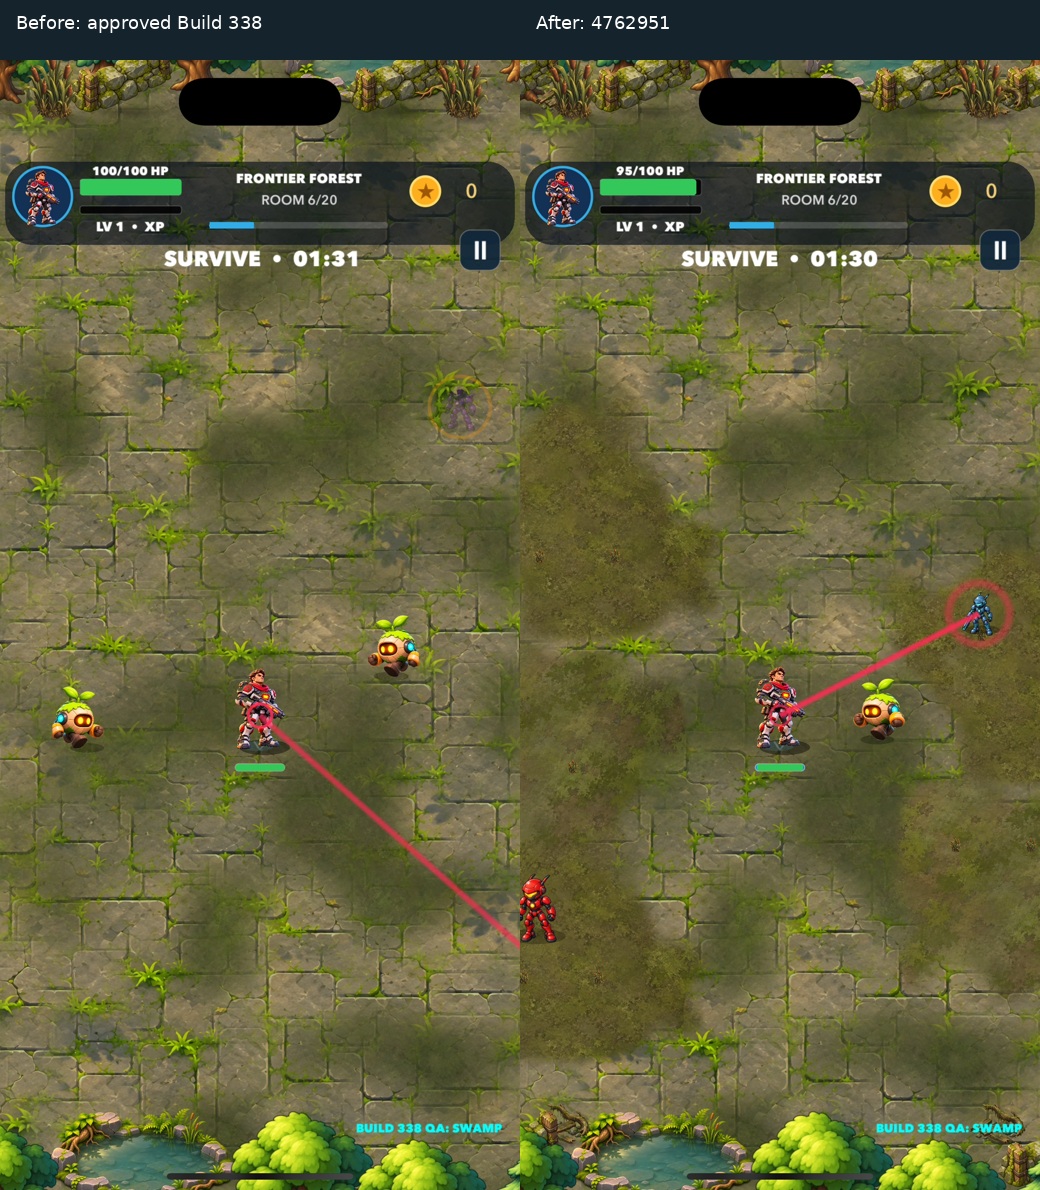 Before: approved Build 338
100/100 HP
FRONTIER FOREST
ROOM 6/20
0
LV 1 • XP
SURVIVE • 01:31
BUILD 338 QA: SWAMP
After: 4762951
95/100 HP
FRONTIER FOREST
ROOM 6/20
0
LV 1 • XP
SURVIVE • 01:30
BUILD 338 QA: SWAMP